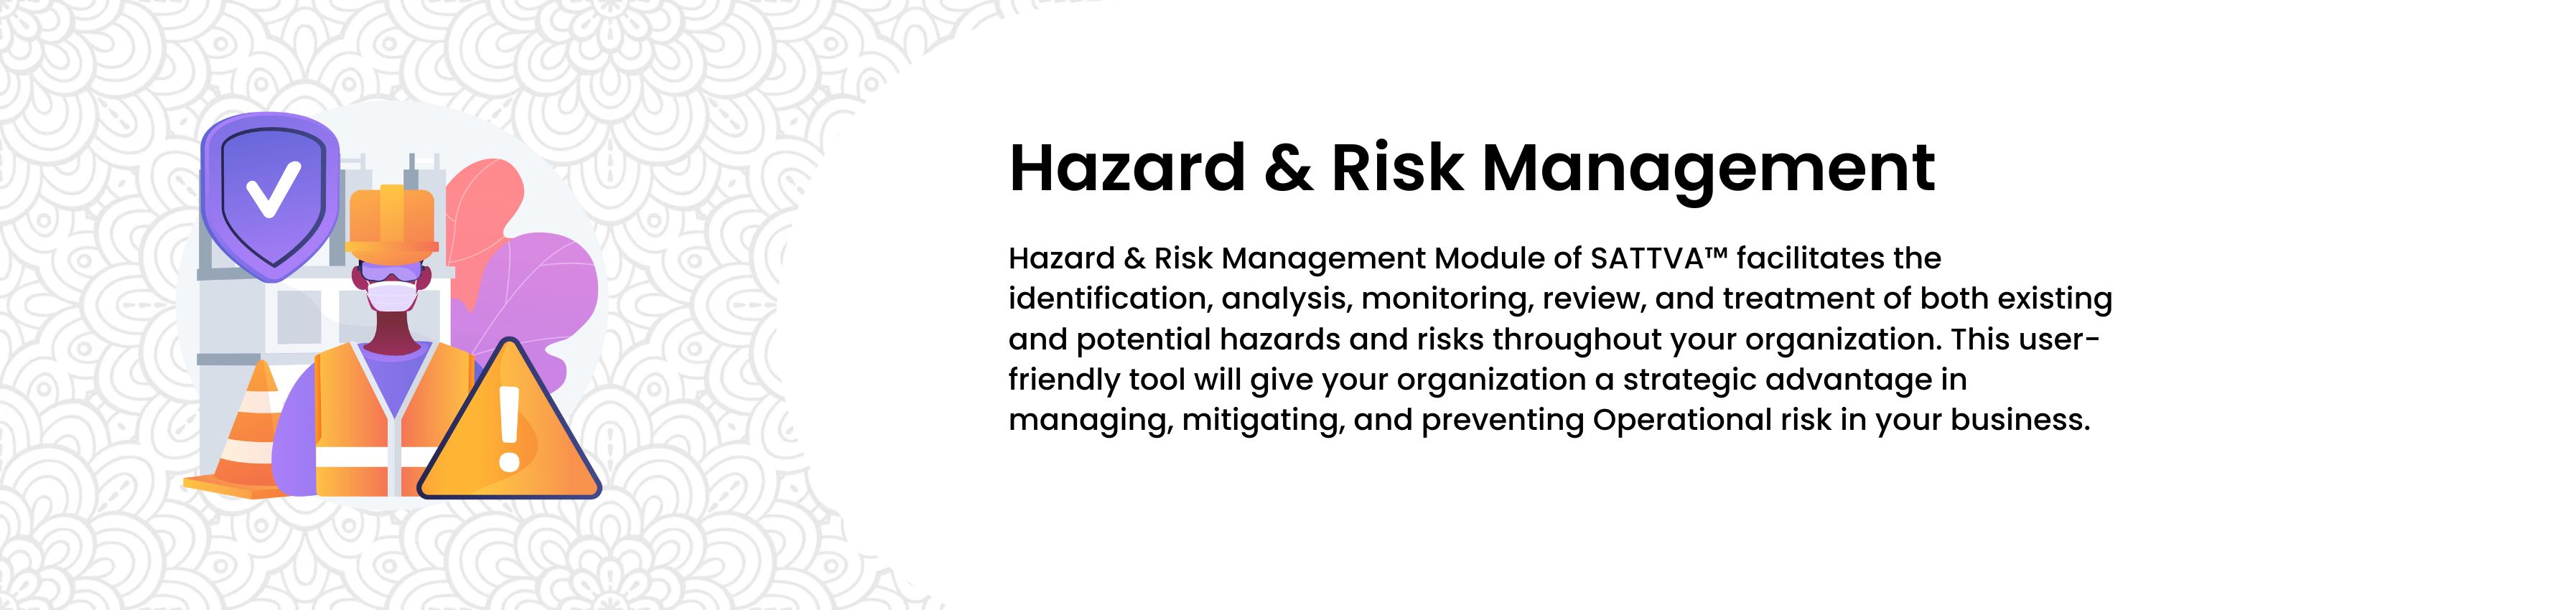 Hazard & Risk Management
Hazard & Risk Management Module of SATTVA™ facilitates the
identification, analysis, monitoring, review, and treatment of both existing
and potential hazards and risks throughout your organization. This user-
friendly tool will give your organization a strategic advantage in
managing, mitigating, and preventing Operational risk in your business.